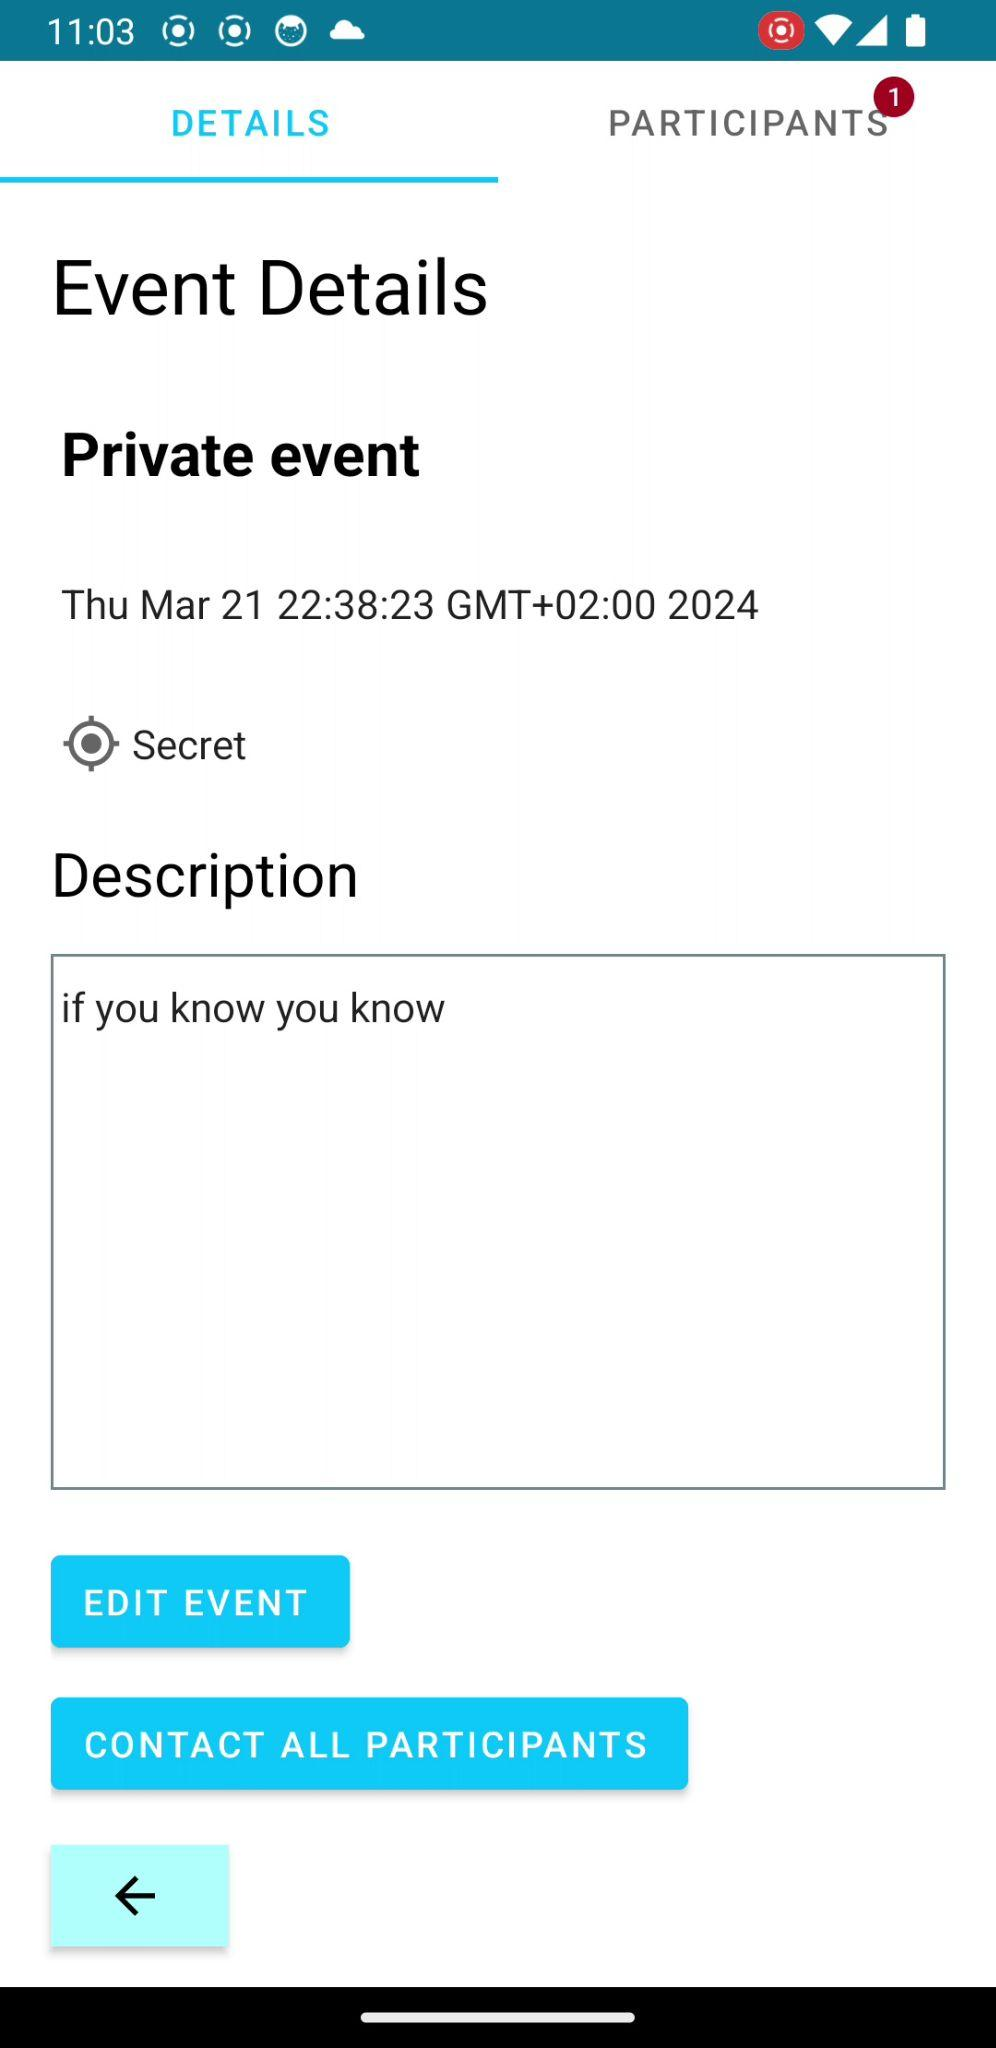 11:03
DETAILS
PARTICIPANTS
1
Event Details
Private event
Thu Mar 21 22:38:23 GMT+02:00 2024
Secret
Description
if you know you know
EDIT EVENT
CONTACT ALL PARTICIPANTS